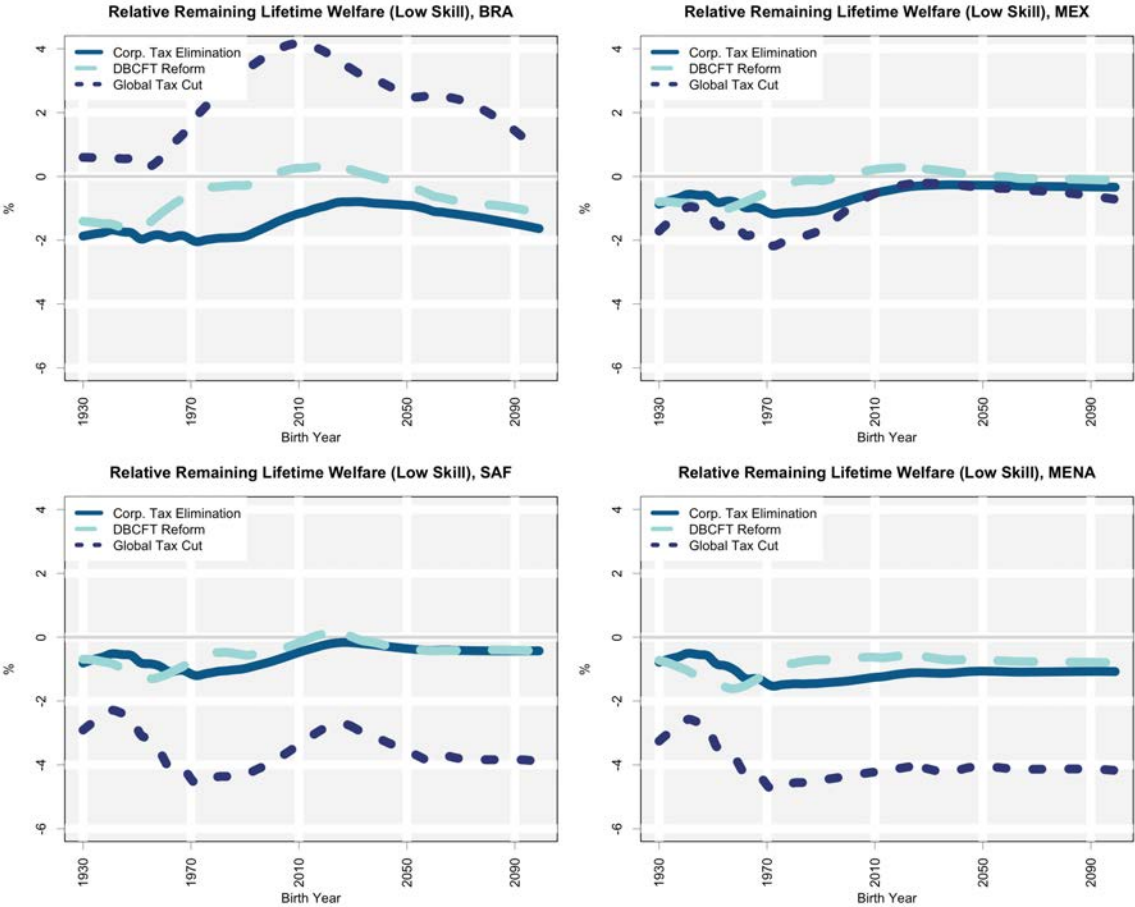 Relative Remaining Lifetime Welfare (Low Skill), BRA
Corp. Tax Elimination
DBCFT Reform
Global Tax Cut
4
2
0
-2
-4
-6
%
1930
1970
2010
2050
2090
Birth Year
Relative Remaining Lifetime Welfare (Low Skill), MEX
Corp. Tax Elimination
DBCFT Reform
Global Tax Cut
4
2
0
-2
-4
-6
%
1930
1970
2010
2050
2090
Birth Year
Relative Remaining Lifetime Welfare (Low Skill), SAF
Corp. Tax Elimination
DBCFT Reform
Global Tax Cut
4
2
0
-2
-4
-6
%
1930
1970
2010
2050
2090
Birth Year
Relative Remaining Lifetime Welfare (Low Skill), MENA
Corp. Tax Elimination
DBCFT Reform
Global Tax Cut
4
2
0
-2
-4
-6
%
1930
1970
2010
2050
2090
Birth Year